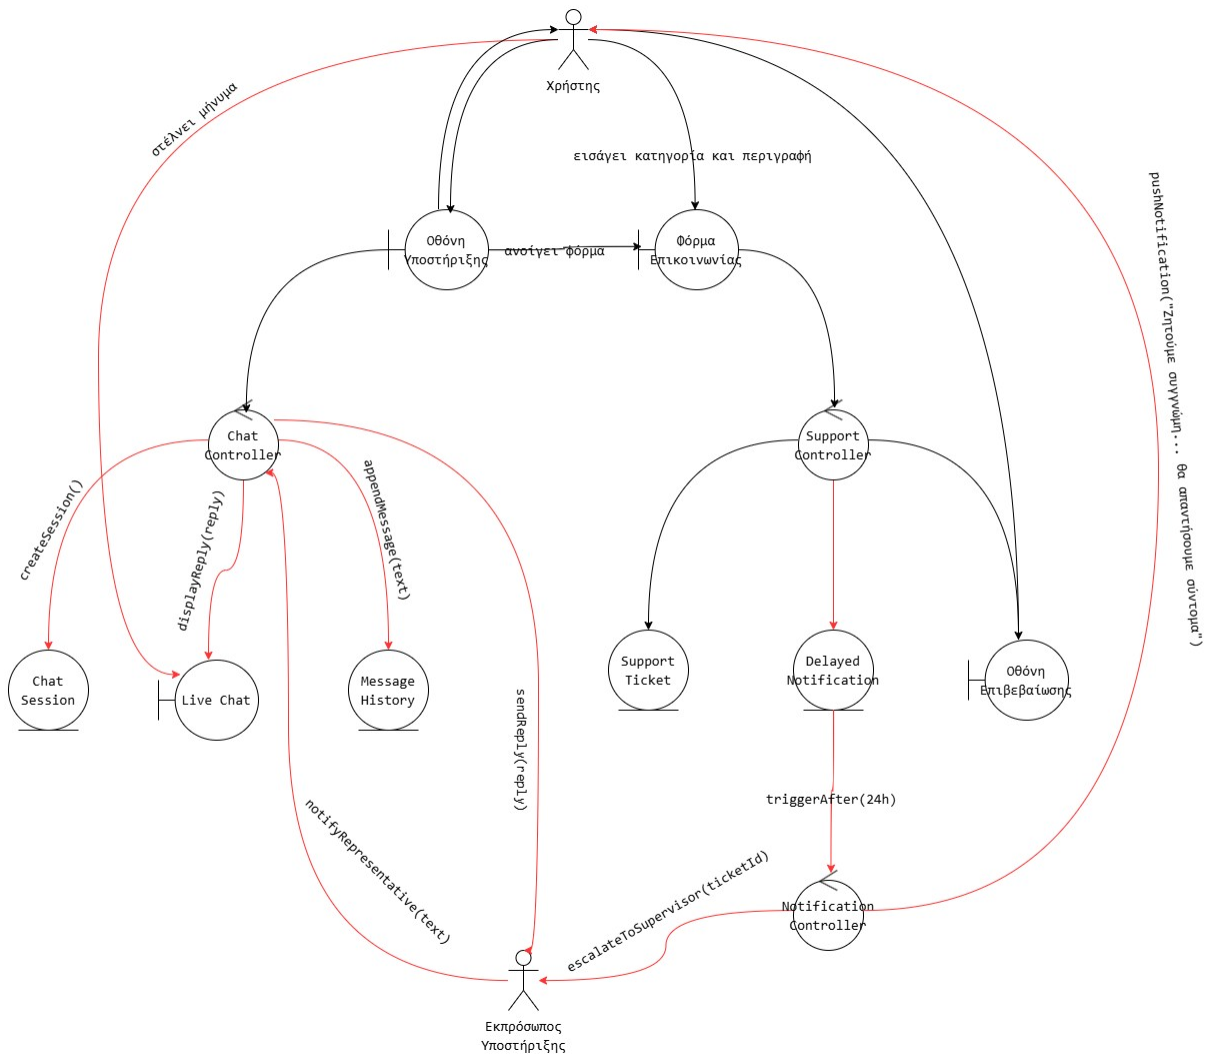 Χρήστης
στέλνει μήνυμα
εισάγει κατηγορία και περιγραφή
pushNotification("Ζητούμε συγγνώμη... θα απαντήσουμε σύντομα")
Οθόνη
Υποστήριξης
ανοίγει φόρμα
Φόρμα
Επικοινωνίας
Chat
Controller
Support
Controller
createSession()
displayReply(reply)
appendMessage(text)
Chat
Session
Live Chat
Message
History
Support
Ticket
Delayed
Notification
Οθόνη
Επιβεβαίωσης
sendReply(reply)
notifyRepresentative(text)
triggerAfter(24h)
escalateToSupervisor(ticketId)
Notification
Controller
Εκπρόσωπος
Υποστήριξης